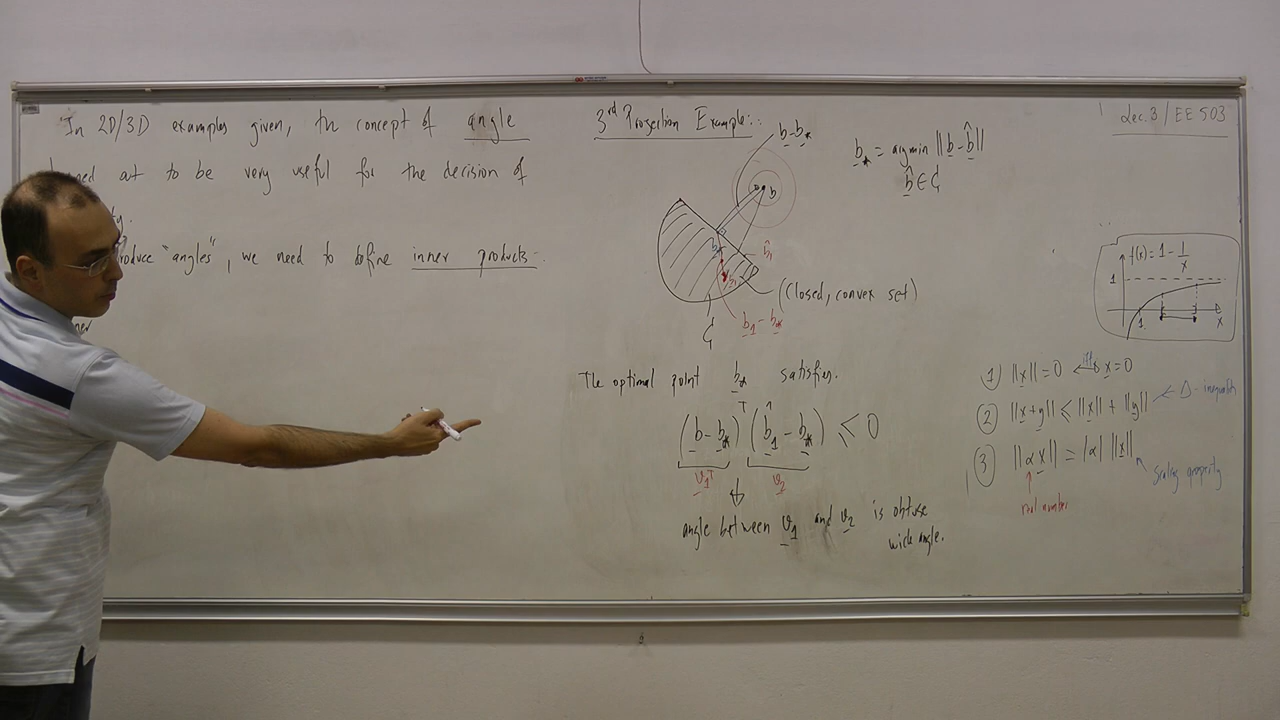 In 2D/3D examples given, the concept of angle
at to be very useful for the decision of
"angles", we need to define inner products.
3rd Projection Example:
b-b*
b* = argmin ||b-b̂||
b̂∈C
b
(closed, convex set)
b1 - b*
C
The optimal point b* satisfies.
(b - b*)^T (b̂1 - b*) ≤ 0
v1^T v2
angle between v1 and v2 is obtuse
wide angle.
Lec. 3 / EE 503
f(x) = 1 - 1/x
1
1 x
1) ||x|| = 0 iff x = 0
2 ||x+y|| ≤ ||x|| + ||y|| Δ-inequality
3 ||αx|| = |α| ||x||
scaling property
real number